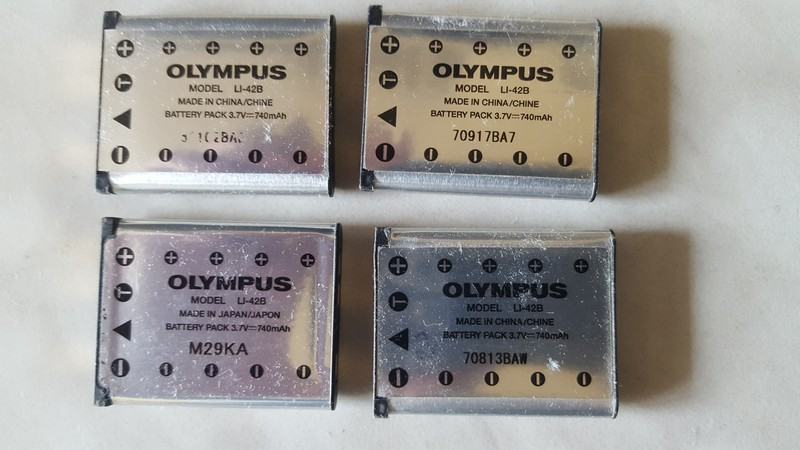 OLYMPUS
MODEL LI-42B
MADE IN CHINA/CHINE
BATTERY PACK 3.7V⎓740mAh
OLYMPUS
MODEL LI-42B
MADE IN CHINA/CHINE
BATTERY PACK 3.7V⎓740mAh
70917BA7
OLYMPUS
MODEL LI-42B
MADE IN JAPAN/JAPON
BATTERY PACK 3.7V⎓740mAh
M29KA
OLYMPUS
MODEL LI-42B
MADE IN CHINA/CHINE
BATTERY PACK 3.7V⎓740mAh
70813BAW